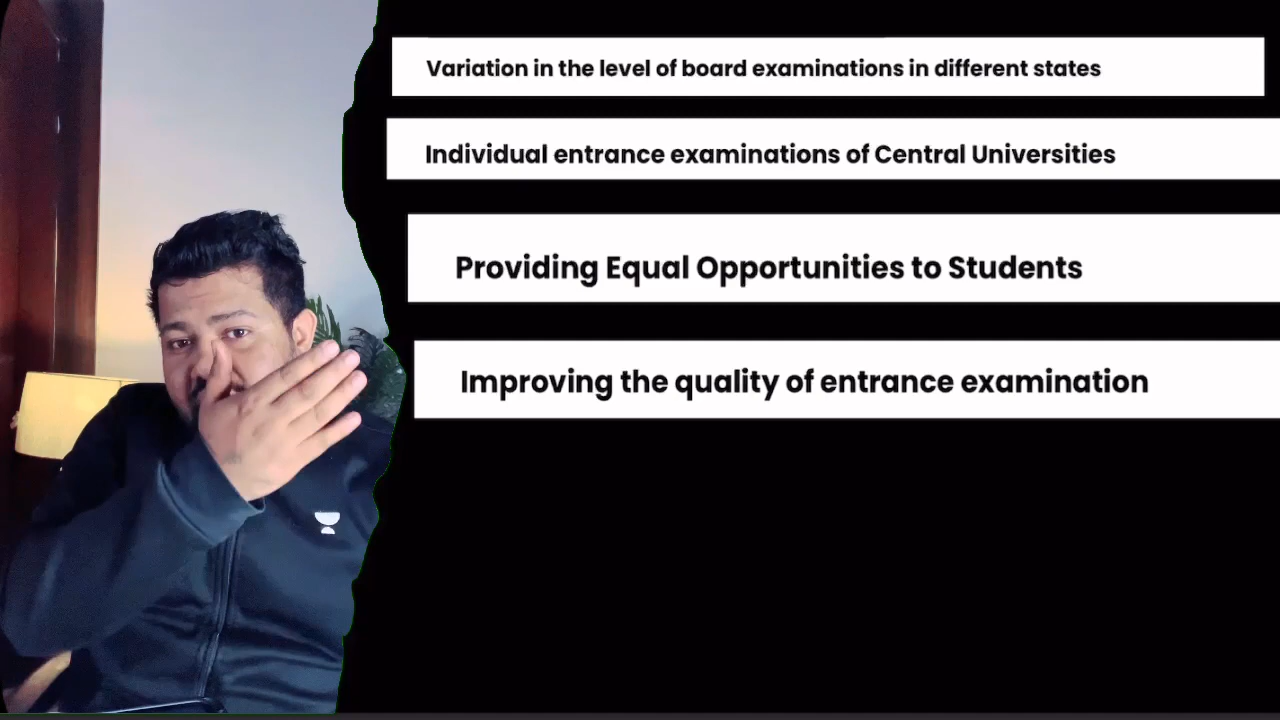 Variation in the level of board examinations in different states
Individual entrance examinations of Central Universities
Providing Equal Opportunities to Students
Improving the quality of entrance examination